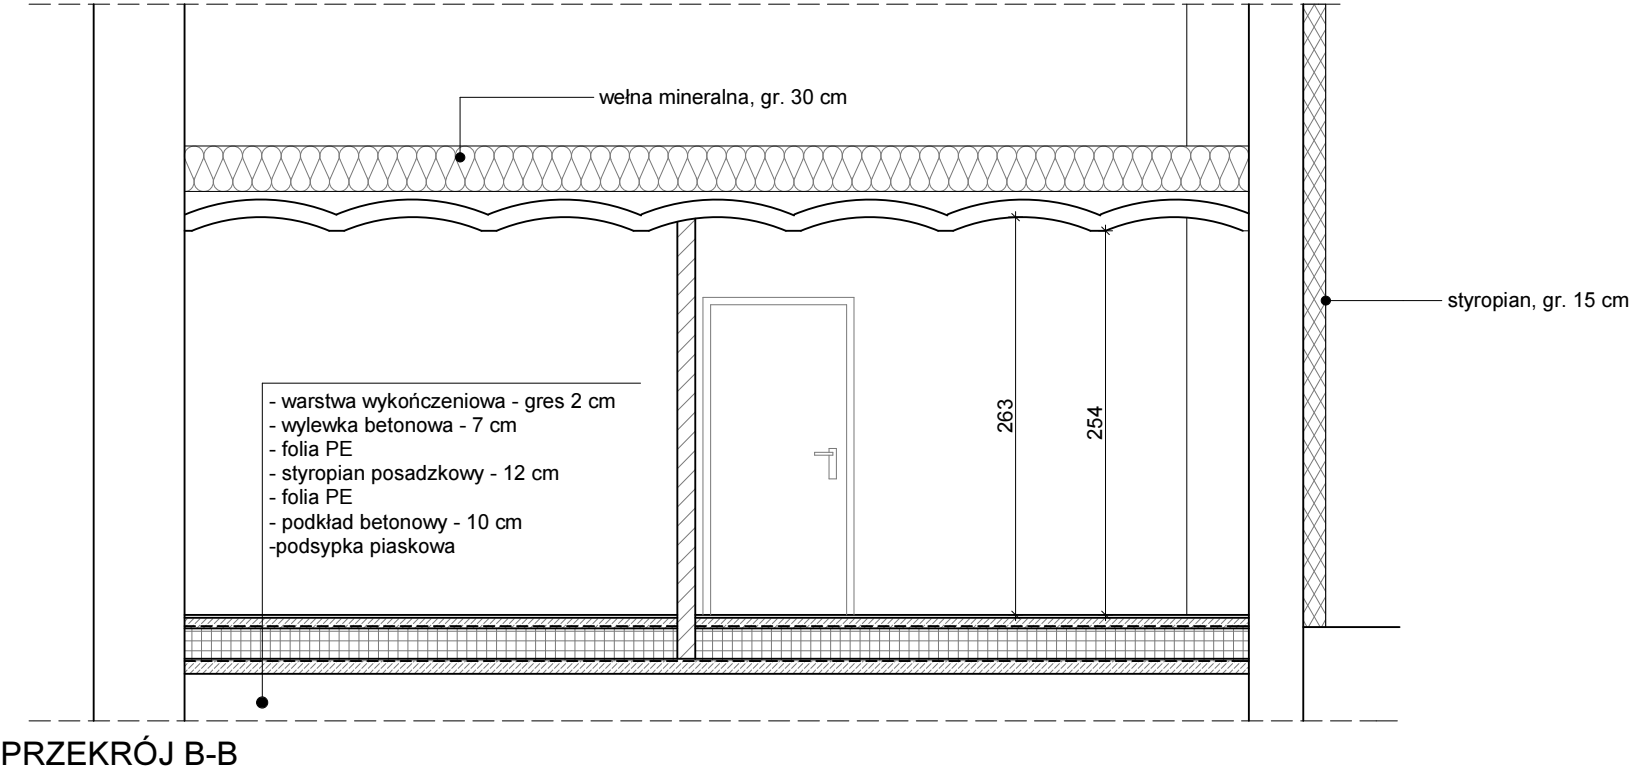 wełna mineralna, gr. 30 cm
styropian, gr. 15 cm
- warstwa wykończeniowa - gres 2 cm
- wylewka betonowa - 7 cm
- folia PE
- styropian posadzkowy - 12 cm
- folia PE
- podkład betonowy - 10 cm
-podsypka piaskowa
263
254
PRZEKRÓJ B-B